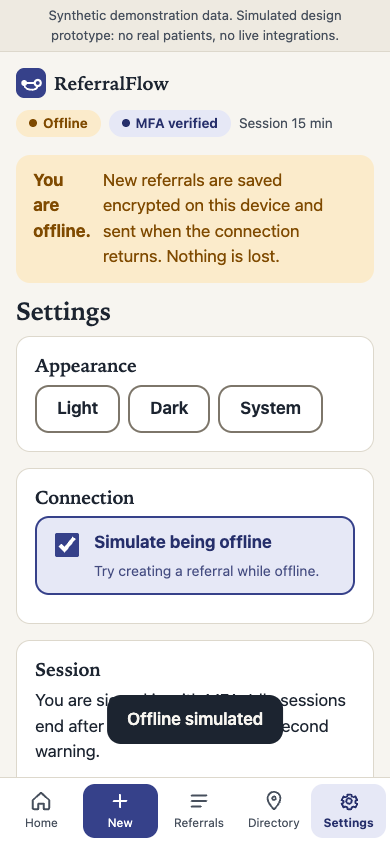 Synthetic demonstration data. Simulated design
prototype: no real patients, no live integrations.
ReferralFlow
Offline
MFA verified
Session 15 min
You
are
offline.
New referrals are saved
encrypted on this device and
sent when the connection
returns. Nothing is lost.
Settings
Appearance
Light
Dark
System
Connection
Simulate being offline
Try creating a referral while offline.
Session
You are sessions
end after
warning.
Offline simulated
Home
New
Referrals
Directory
Settings